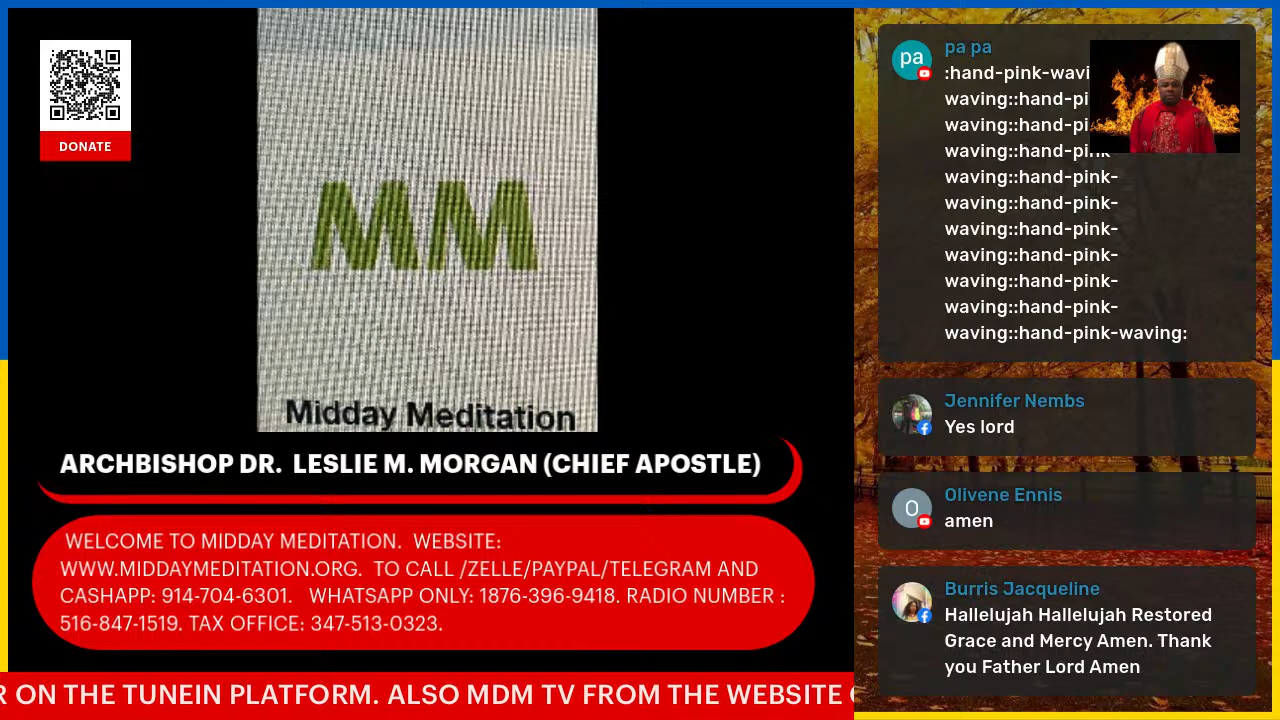 DONATE
MM
Midday Meditation
ARCHBISHOP DR. LESLIE M. MORGAN (CHIEF APOSTLE)
WELCOME TO MIDDAY MEDITATION. WEBSITE:
WWW.MIDDAYMEDITATION.ORG. TO CALL /ZELLE/PAYPAL/TELEGRAM AND
CASHAPP: 914-704-6301. WHATSAPP ONLY: 1876-396-9418. RADIO NUMBER :
516-847-1519. TAX OFFICE: 347-513-0323.
R ON THE TUNEIN PLATFORM. ALSO MDM TV FROM THE WEBSITE
pa
pa pa
:hand-pink-wavi
waving::hand-pi
waving::hand-pi
waving::hand-pink-
waving::hand-pink-
waving::hand-pink-
waving::hand-pink-
waving::hand-pink-
waving::hand-pink-
waving::hand-pink-
waving::hand-pink-waving:
Jennifer Nembs
Yes lord
O
Olivene Ennis
amen
Burris Jacqueline
Hallelujah Hallelujah Restored
Grace and Mercy Amen. Thank
you Father Lord Amen